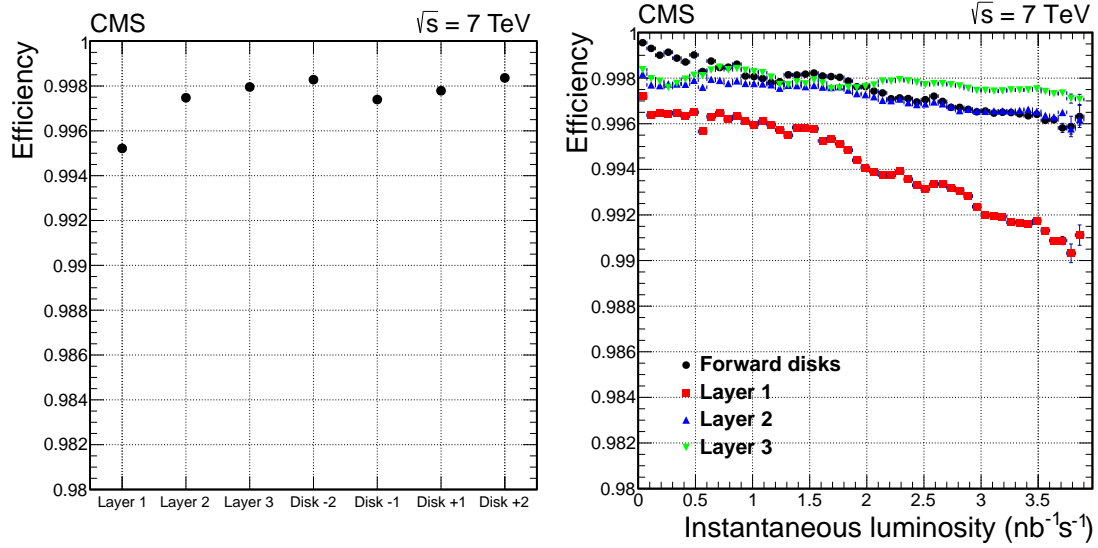 CMS
√s = 7 TeV
Efficiency
1
0.998
0.996
0.994
0.992
0.99
0.988
0.986
0.984
0.982
0.98
Layer 1 Layer 2 Layer 3 Disk -2 Disk -1 Disk +1 Disk +2
CMS
√s = 7 TeV
Efficiency
1
0.998
0.996
0.994
0.992
0.99
0.988
0.986
0.984
0.982
0.98
Forward disks
Layer 1
Layer 2
Layer 3
0 0.5 1 1.5 2 2.5 3 3.5
Instantaneous luminosity (nb⁻¹s⁻¹)